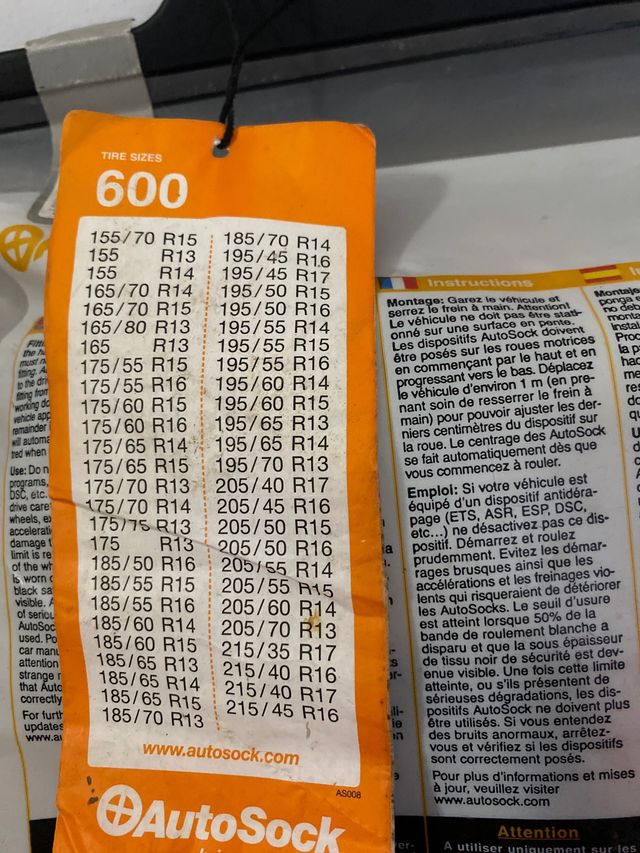 TIRE SIZES
600
155/70 R15
155 R13
155 R14
165/70 R14
165/70 R15
165/80 R13
165 R13
175/55 R15
175/55 R16
175/60 R15
175/60 R16
175/65 R14
175/65 R15
175/70 R13
175/70 R14
175/75 R13
175 R13
185/50 R16
185/55 R15
185/55 R16
185/60 R14
185/60 R15
185/65 R13
185/65 R14
185/65 R15
185/70 R13
185/70 R14
195/45 R16
195/45 R17
195/50 R15
195/50 R16
195/55 R14
195/55 R15
195/55 R16
195/60 R14
195/60 R15
195/65 R13
195/65 R14
195/70 R13
205/40 R17
205/45 R16
205/50 R15
205/50 R16
205/55 R14
205/55 R15
205/60 R14
205/70 R13
215/35 R17
215/40 R16
215/40 R17
215/45 R16
www.autosock.com
AS008
AutoSock
Instructions
Montage: Garez le véhicule et
serrez le frein à main. Attention!
Le véhicule ne doit pas être stati-
onné sur une surface en pente.
Les dispositifs AutoSock doivent
être posés sur les roues motrices
en commençant par le haut et en
progressant vers le bas. Déplacez
le véhicule d'environ 1 m (en pre-
nant soin de resserrer le frein à
main) pour pouvoir ajuster les der-
niers centimètres du dispositif sur
la roue. Le centrage des AutoSock
se fait automatiquement dès que
vous commencez à rouler.
Emploi: Si votre véhicule est
équipé d'un dispositif antidéra-
page (ETS, ASR, ESP, DSC,
etc...) ne désactivez pas ce dis-
positif. Démarrez et roulez
prudemment. Evitez les démar-
rages brusques ainsi que les
accélérations et les freinages vio-
lents qui risqueraient de détériorer
les AutoSocks. Le seuil d'usure
est atteint lorsque 50% de la
bande de roulement blanche a
disparu et que la sous épaisseur
de tissu noir de sécurité est dev-
enue visible. Une fois cette limite
atteinte, ou s'ils présentent de
sérieuses dégradations, les dis-
positifs AutoSock ne doivent plus
être utilisés. Si vous entendez
des bruits anormaux, arrêtez-
vous et vérifiez si les dispositifs
sont correctement posés.
Pour plus d'informations et mises
à jour, veuillez visiter
www.autosock.com
Attention
A utiliser uniquement sur les